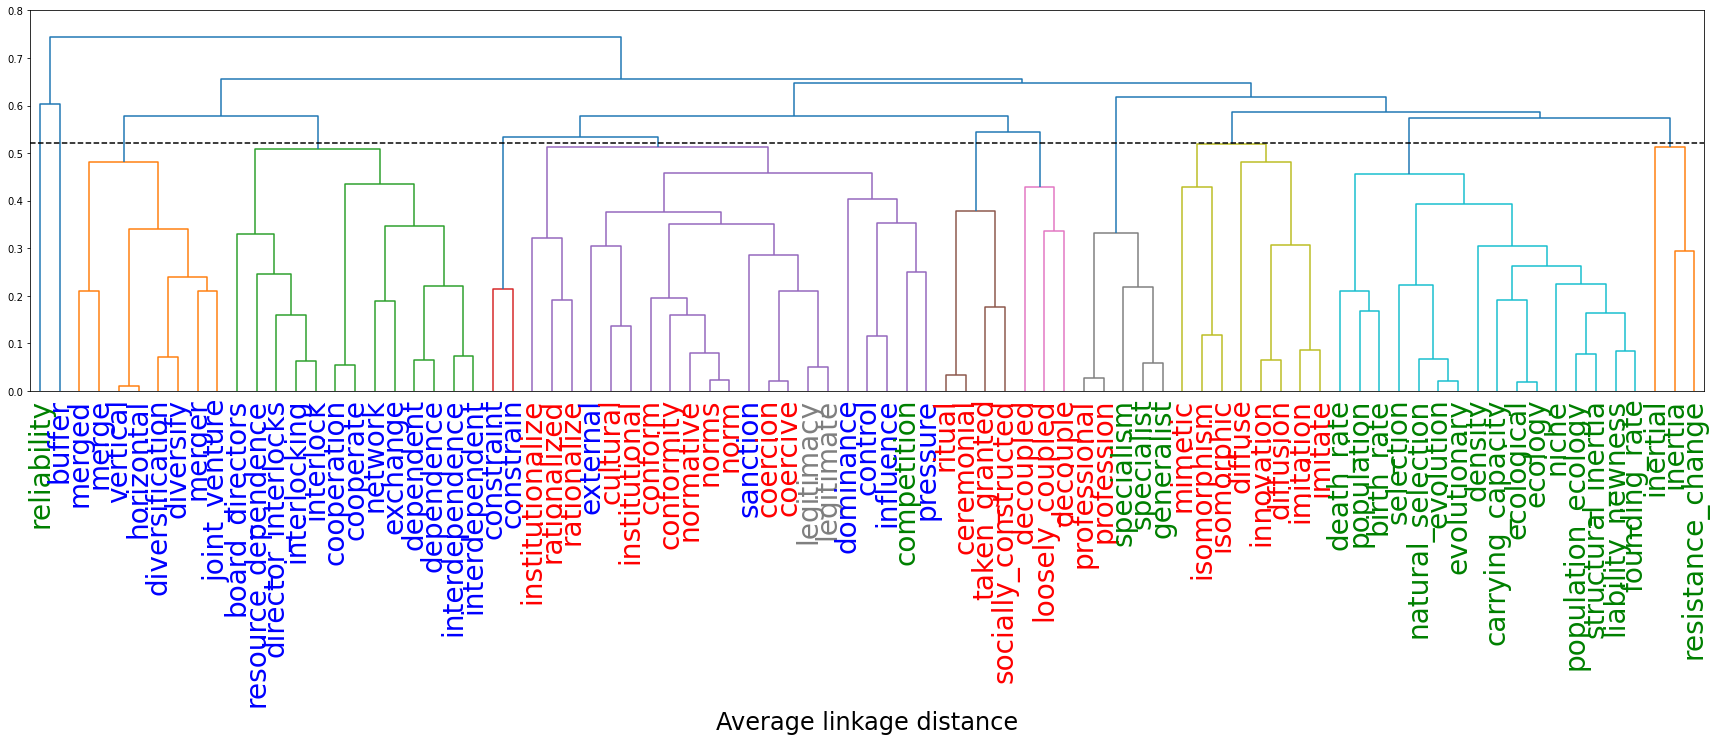 0.8
0.7
0.6
0.5
0.4
0.3
0.2
0.1
0.0
reliability
buffer
merged
merge
vertical
horizontal
diversification
diversify
merger
joint_venture
board_directors
resource_dependence
director_interlocks
interlocking
interlock
cooperation
cooperate
network
exchange
dependent
dependence
interdependence
interdependent
constraint
constrain
institutionalize
rationalized
rationalize
external
cultural
institutional
conform
conformity
normative
norms
norm
sanction
coercion
coercive
legitimacy
legitimate
dominance
control
influence
competition
pressure
ritual
ceremonial
taken_granted
socially_constructed
decoupled
loosely_coupled
decouple
professional
profession
specialism
specialist
generalist
mimetic
isomorphism
isomorphic
diffuse
innovation
diffusion
imitation
imitate
death_rate
population
birth_rate
selection
natural_selection
evolution
evolutionary
density
carrying_capacity
ecological
ecology
niche
population_ecology
structural_inertia
liability_newness
founding_rate
inertial
inertia
resistance_change
Average linkage distance